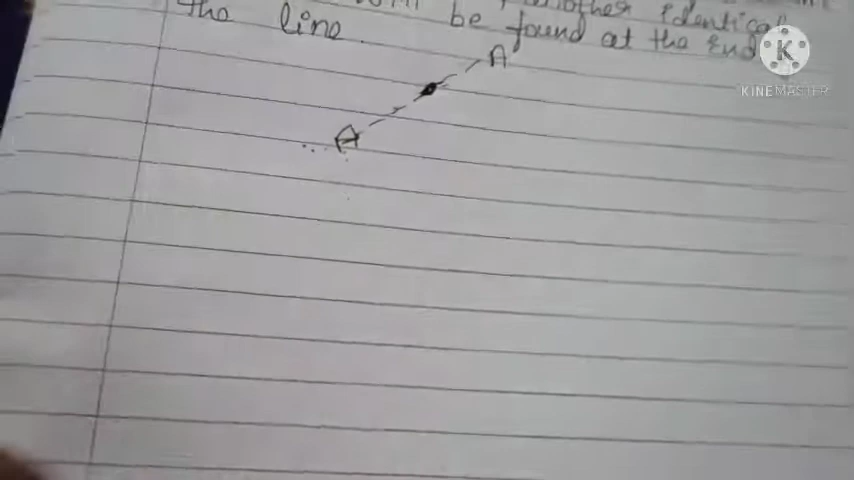 another identical
the line be found at the End
A
A
K
KINEMASTER